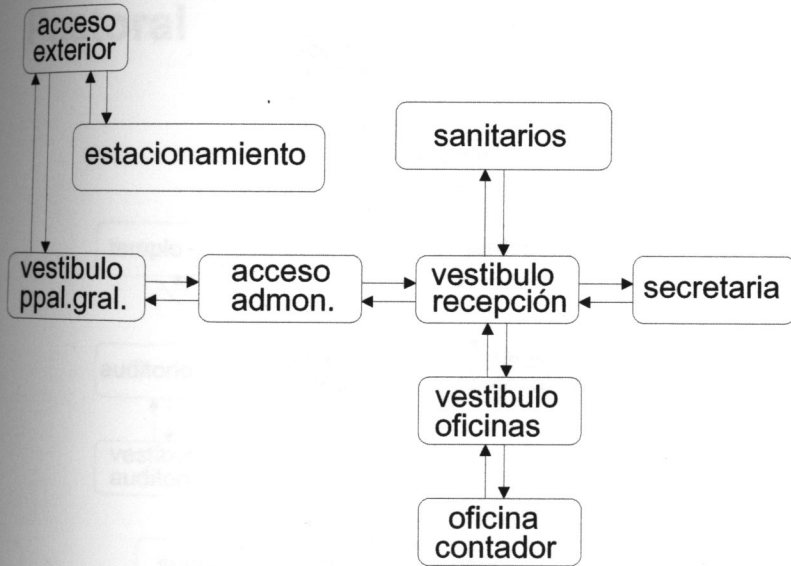 acceso
exterior
estacionamiento
sanitarios
vestibulo
ppal.gral.
acceso
admon.
vestibulo
recepción
secretaria
vestibulo
oficinas
oficina
contador